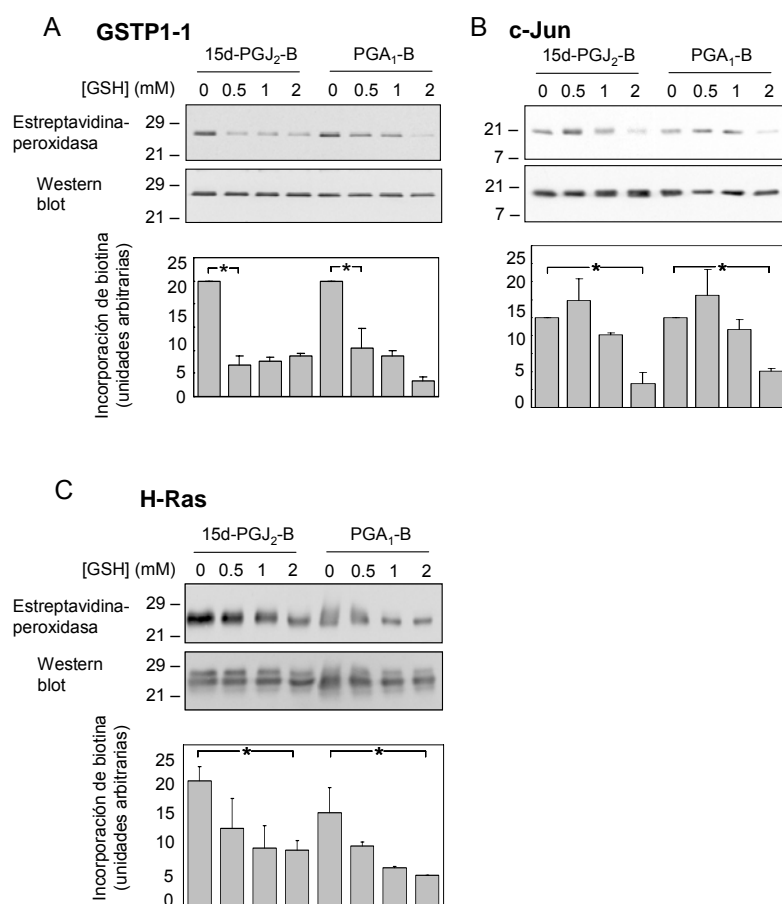 A GSTP1-1
15d-PGJ2-B PGA1-B
[GSH] (mM) 0 0.5 1 2 0 0.5 1 2
Estreptavidina-
peroxidasa
29 –
21 –
Western
blot
29 –
21 –
Incorporación de biotina
(unidades arbitrarias)
25
20
15
10
5
0
* *
B c-Jun
15d-PGJ2-B PGA1-B
0 0.5 1 2 0 0.5 1 2
21 –
7 –
21 –
7 –
25
20
15
10
5
0
* *
C H-Ras
15d-PGJ2-B PGA1-B
[GSH] (mM) 0 0.5 1 2 0 0.5 1 2
Estreptavidina-
peroxidasa
29 –
21 –
Western
blot
29 –
21 –
Incorporación de biotina
(unidades arbitrarias)
25
20
15
10
5
0
* *